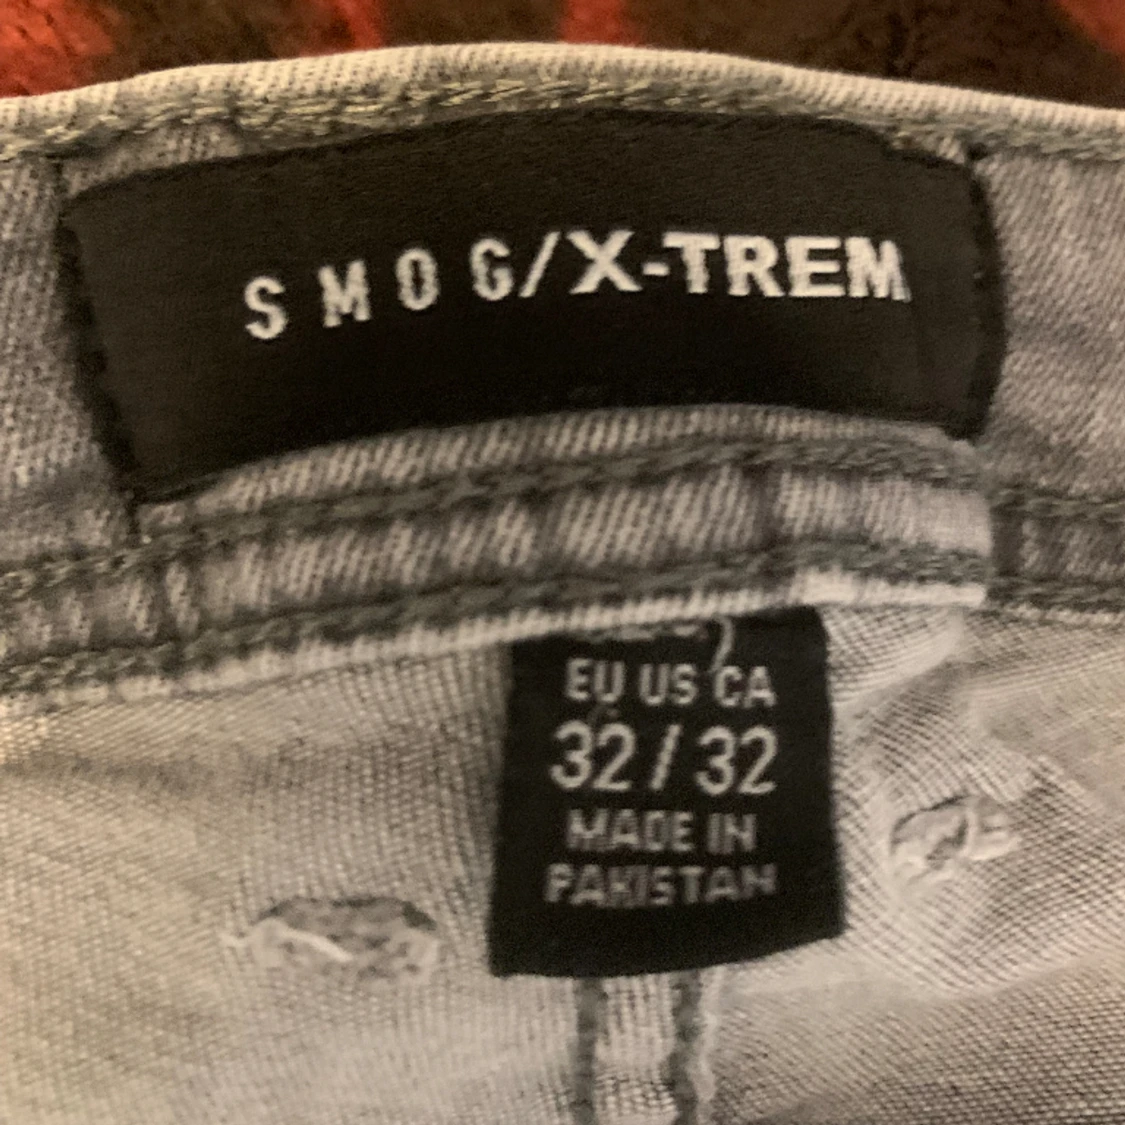 SMOG/X-TREM
EU US CA
32/32
MADE IN
PAKISTAN